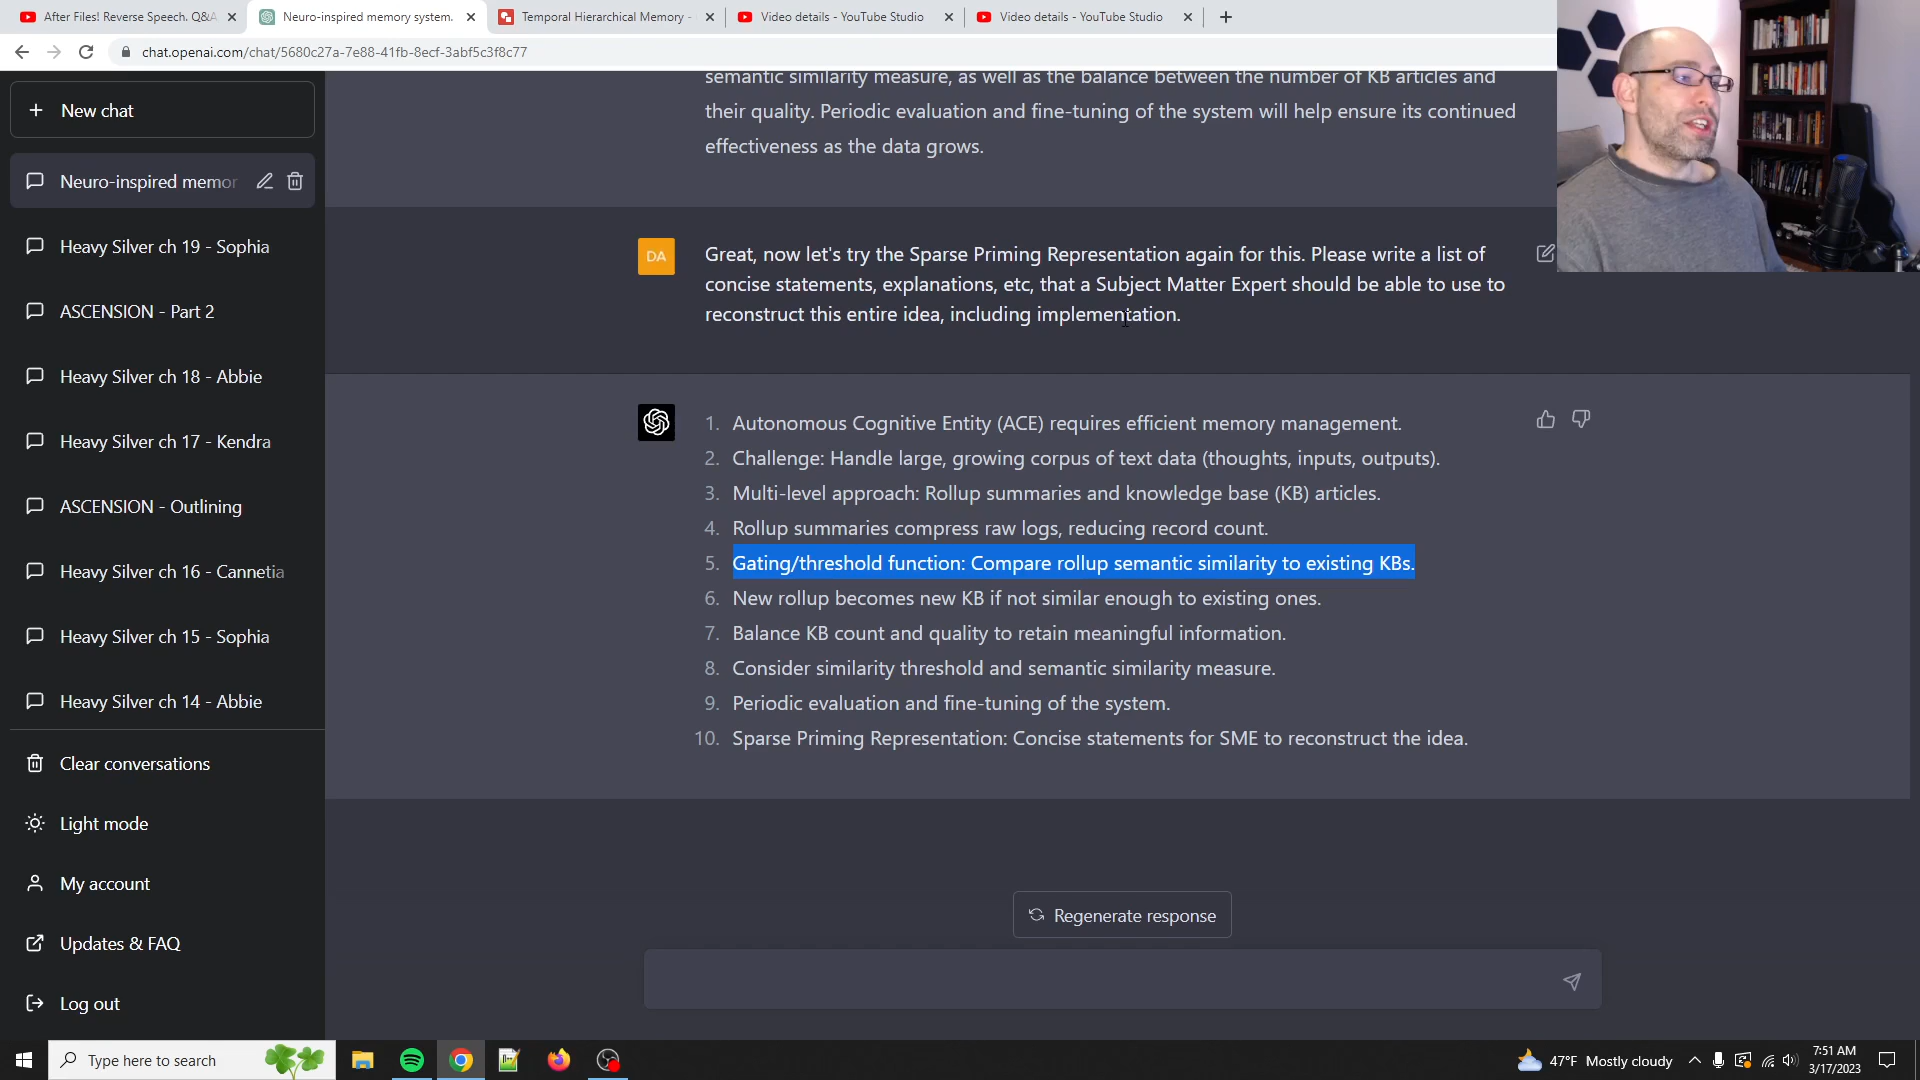 After Files! Reverse Speech. Q&A
Neuro-inspired memory system.
Temporal Hierarchical Memory -
Video details - YouTube Studio
Video details - YouTube Studio
chat.openai.com/chat/5680c27a-7e88-41fb-8ecf-3abf5c3f8c77
New chat
Neuro-inspired memor
Heavy Silver ch 19 - Sophia
ASCENSION - Part 2
Heavy Silver ch 18 - Abbie
Heavy Silver ch 17 - Kendra
ASCENSION - Outlining
Heavy Silver ch 16 - Cannetia
Heavy Silver ch 15 - Sophia
Heavy Silver ch 14 - Abbie
Clear conversations
Light mode
My account
Updates & FAQ
Log out
semantic similarity measure, as well as the balance between the number of KB articles and
their quality. Periodic evaluation and fine-tuning of the system will help ensure its continued
effectiveness as the data grows.
DA
Great, now let's try the Sparse Priming Representation again for this. Please write a list of
concise statements, explanations, etc, that a Subject Matter Expert should be able to use to
reconstruct this entire idea, including implementation.
1. Autonomous Cognitive Entity (ACE) requires efficient memory management.
2. Challenge: Handle large, growing corpus of text data (thoughts, inputs, outputs).
3. Multi-level approach: Rollup summaries and knowledge base (KB) articles.
4. Rollup summaries compress raw logs, reducing record count.
5. Gating/threshold function: Compare rollup semantic similarity to existing KBs.
6. New rollup becomes new KB if not similar enough to existing ones.
7. Balance KB count and quality to retain meaningful information.
8. Consider similarity threshold and semantic similarity measure.
9. Periodic evaluation and fine-tuning of the system.
10. Sparse Priming Representation: Concise statements for SME to reconstruct the idea.
Regenerate response
Type here to search
47°F Mostly cloudy
7:51 AM
3/17/2023